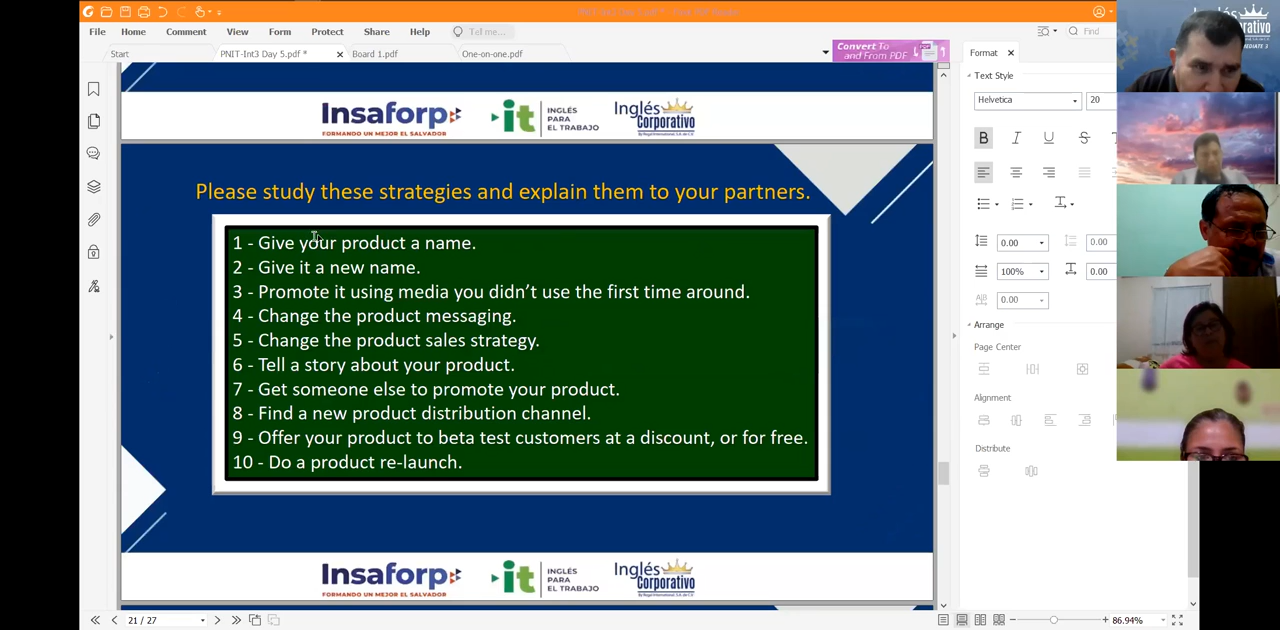 File Home Comment View Form Protect Share Help Tell me...
Find
Start PNIT-Int3 Day 5.pdf * Board 1.pdf One-on-one.pdf
Convert To and From PDF
Format
Text Style
Helvetica 20
B I U S T
0.00 0.00
100% 0.00
0.00
Arrange
Page Center
Alignment
Distribute
Insaforp
FORMANDO UN MEJOR EL SALVADOR
it INGLÉS PARA EL TRABAJO
Inglés Corporativo
Please study these strategies and explain them to your partners.
1 - Give your product a name.
2 - Give it a new name.
3 - Promote it using media you didn't use the first time around.
4 - Change the product messaging.
5 - Change the product sales strategy.
6 - Tell a story about your product.
7 - Get someone else to promote your product.
8 - Find a new product distribution channel.
9 - Offer your product to beta test customers at a discount, or for free.
10 - Do a product re-launch.
Insaforp
FORMANDO UN MEJOR EL SALVADOR
it INGLÉS PARA EL TRABAJO
Inglés Corporativo
21 / 27
86.94%